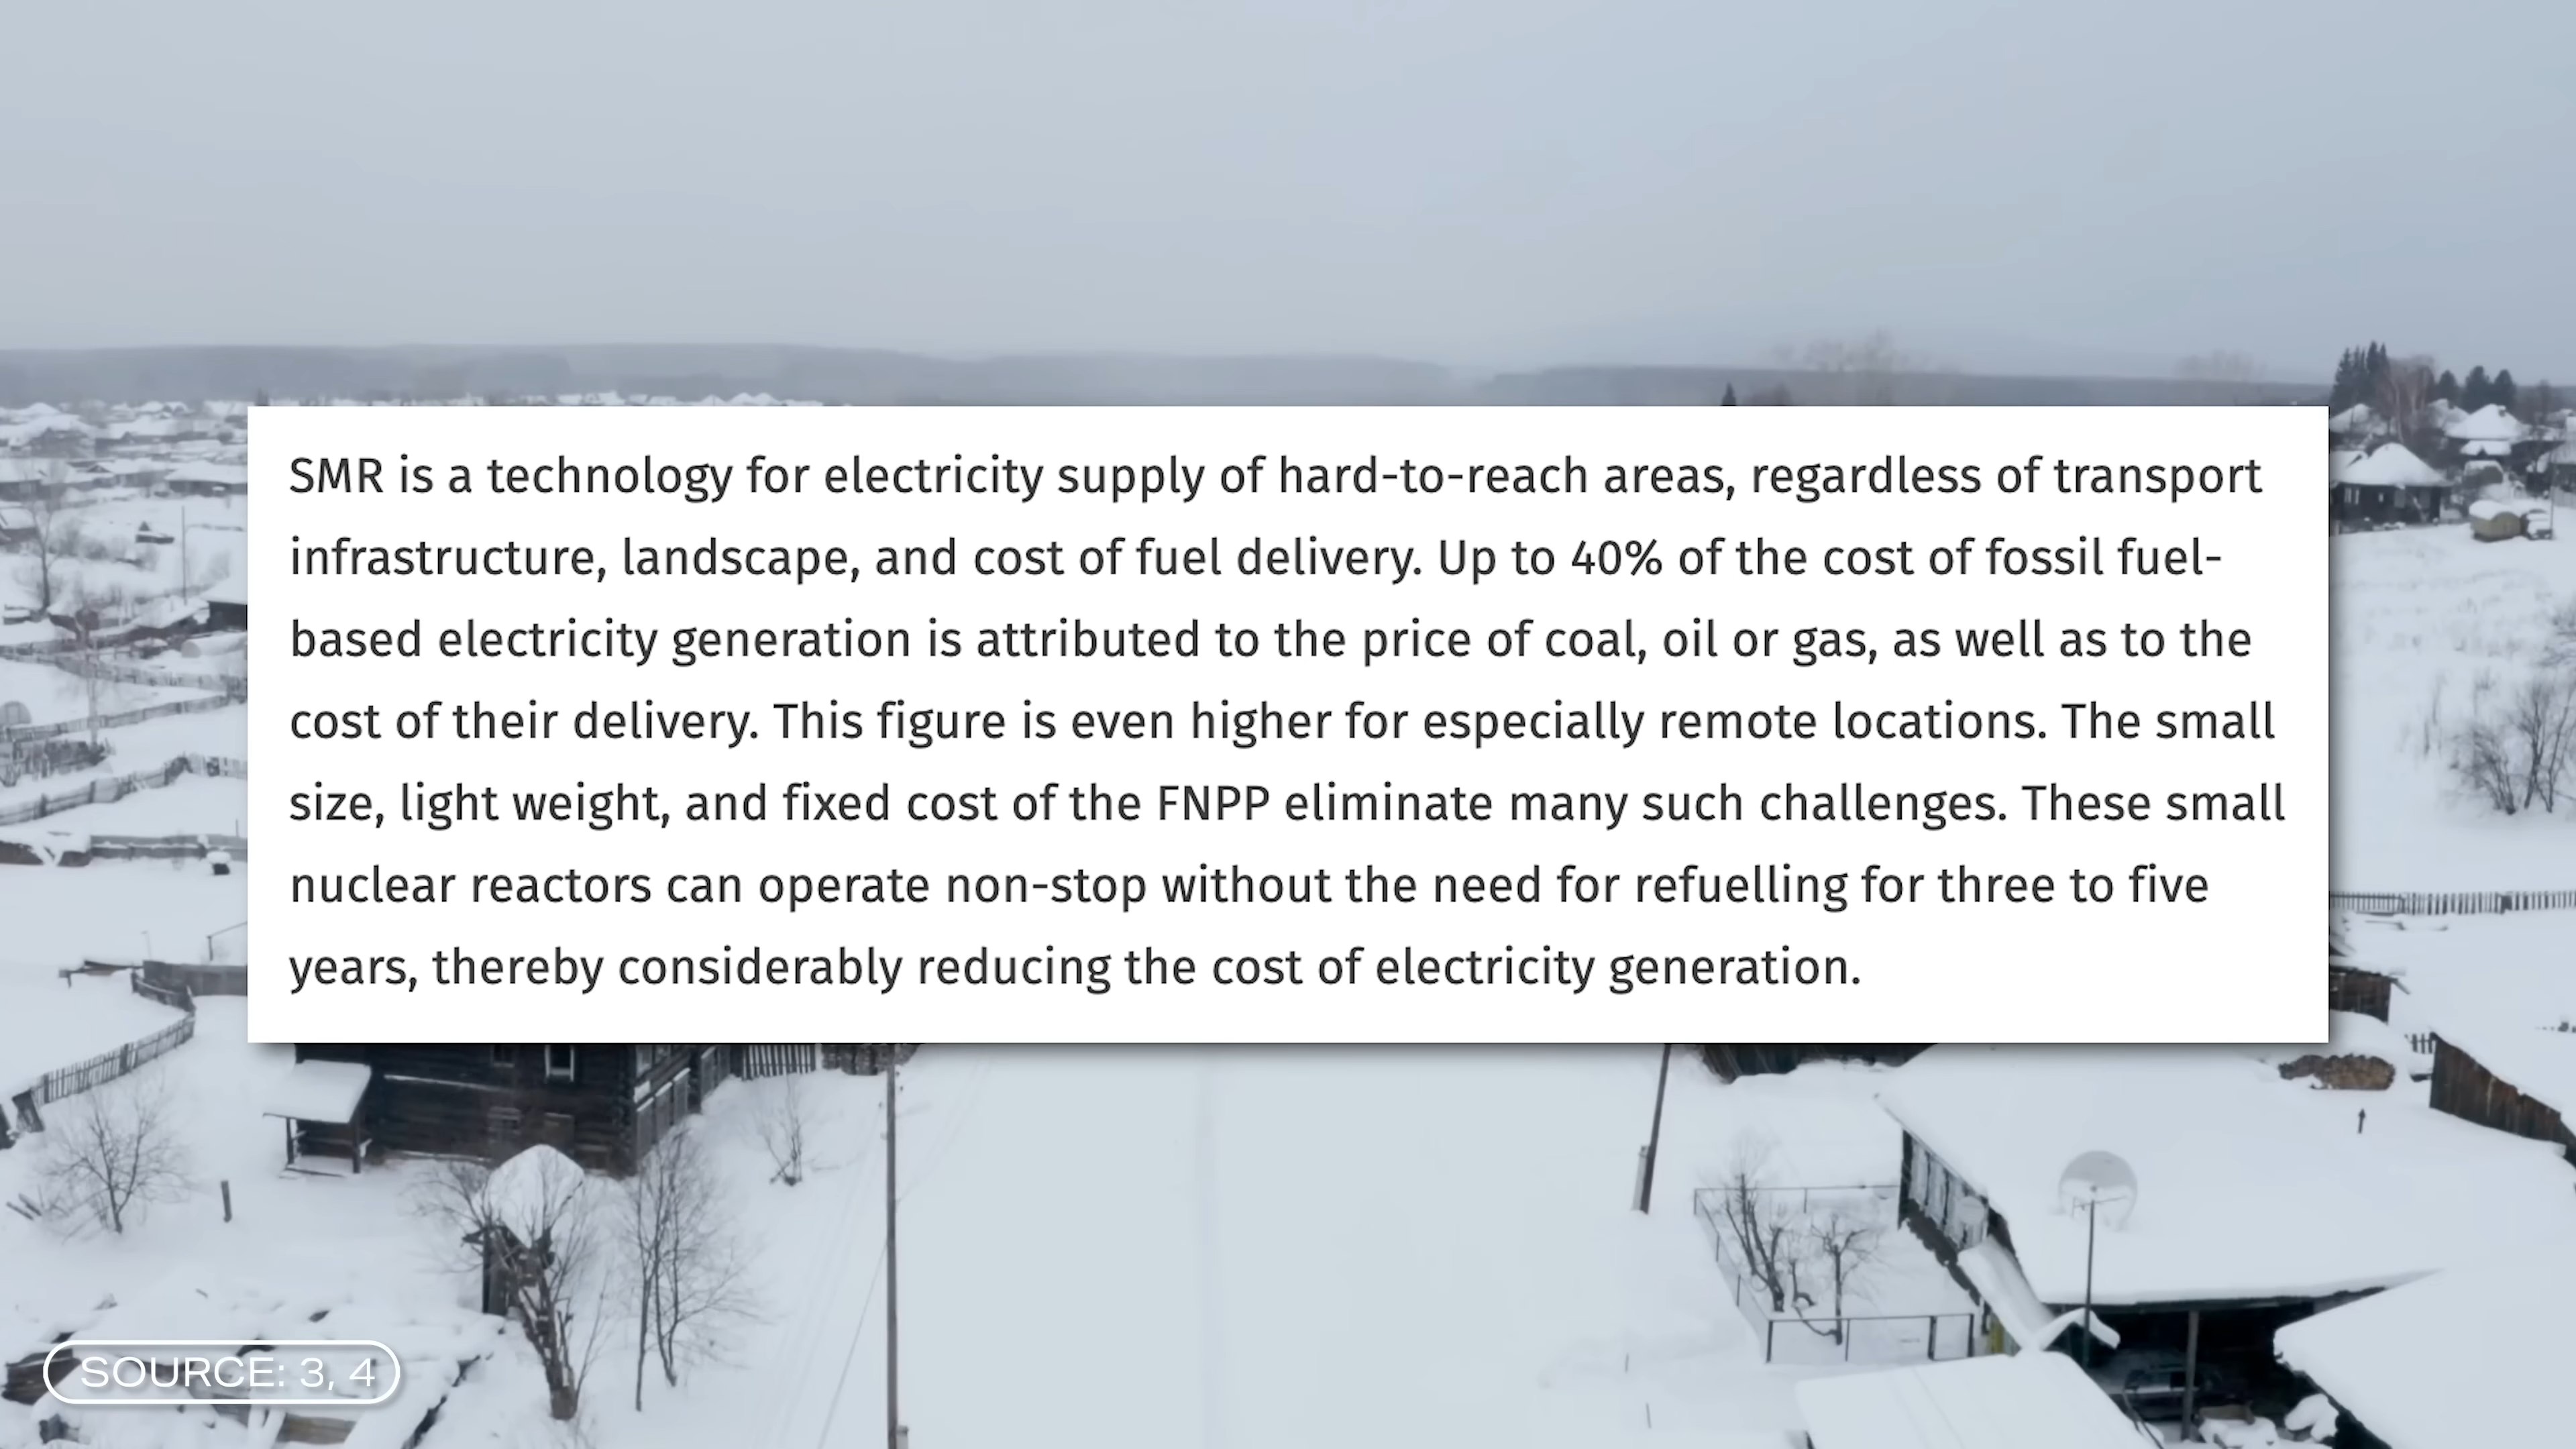 SMR is a technology for electricity supply of hard-to-reach areas, regardless of transport
infrastructure, landscape, and cost of fuel delivery. Up to 40% of the cost of fossil fuel-
based electricity generation is attributed to the price of coal, oil or gas, as well as to the
cost of their delivery. This figure is even higher for especially remote locations. The small
size, light weight, and fixed cost of the FNPP eliminate many such challenges. These small
nuclear reactors can operate non-stop without the need for refuelling for three to five
years, thereby considerably reducing the cost of electricity generation.
SOURCE: 3, 4